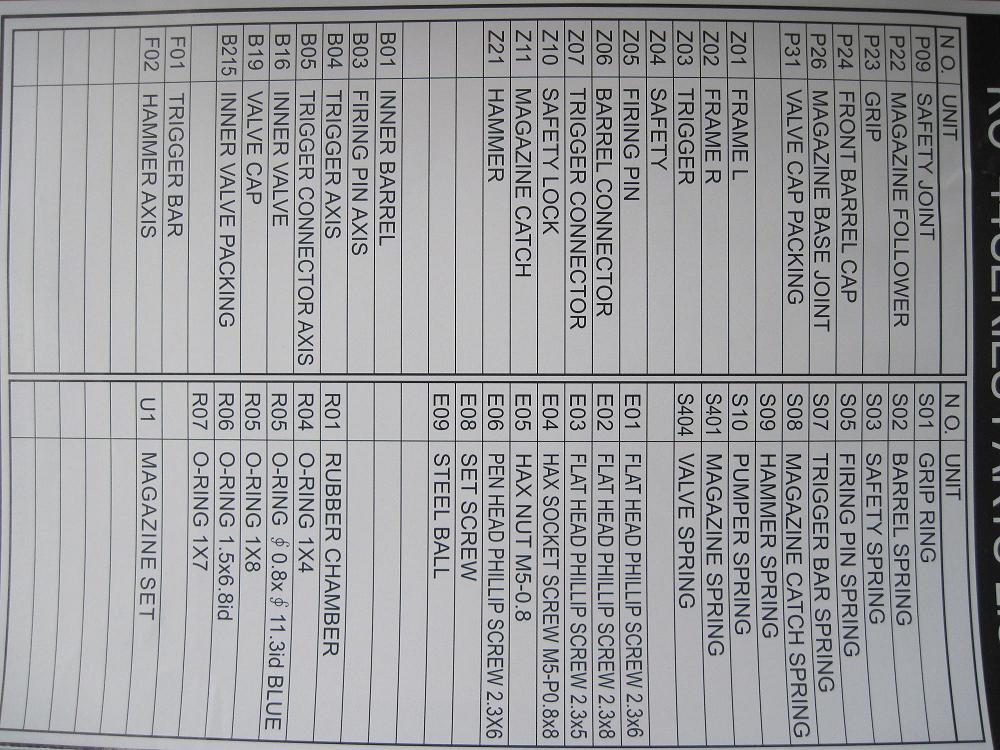 SERIES PARTS
N O. UNIT
P09 SAFETY JOINT
P22 MAGAZINE FOLLOWER
P23 GRIP
P24 FRONT BARREL CAP
P26 MAGAZINE BASE JOINT
P31 VALVE CAP PACKING
Z01 FRAME L
Z02 FRAME R
Z03 TRIGGER
Z04 SAFETY
Z05 FIRING PIN
Z06 BARREL CONNECTOR
Z07 TRIGGER CONNECTOR
Z10 SAFETY LOCK
Z11 MAGAZINE CATCH
Z21 HAMMER
B01 INNER BARREL
B03 FIRING PIN AXIS
B04 TRIGGER AXIS
B05 TRIGGER CONNECTOR AXIS
B16 INNER VALVE
B19 VALVE CAP
B215 INNER VALVE PACKING
F01 TRIGGER BAR
F02 HAMMER AXIS
N O. UNIT
S01 GRIP RING
S02 BARREL SPRING
S03 SAFETY SPRING
S05 FIRING PIN SPRING
S07 TRIGGER BAR SPRING
S08 MAGAZINE CATCH SPRING
S09 HAMMER SPRING
S10 PUMPER SPRING
S401 MAGAZINE SPRING
S404 VALVE SPRING
E01 FLAT HEAD PHILLIP SCREW 2.3x6
E02 FLAT HEAD PHILLIP SCREW 2.3x8
E03 FLAT HEAD PHILLIP SCREW 2.3x5
E04 HAX SOCKET SCREW M5-P0.8x8
E05 HAX NUT M5-0.8
E06 PEN HEAD PHILLIP SCREW 2.3X6
E08 SET SCREW
E09 STEEL BALL
R01 RUBBER CHAMBER
R04 O-RING 1X4
R05 O-RING ∮0.8x∮11.3id BLUE
R05 O-RING 1X8
R06 O-RING 1.5x6.8id
R07 O-RING 1X7
U1 MAGAZINE SET